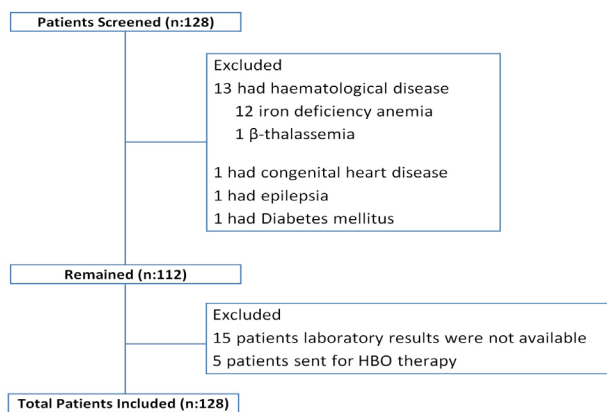 Patients Screened (n:128)
Excluded
13 had haematological disease
12 iron deficiency anemia
1 β-thalassemia
1 had congenital heart disease
1 had epilepsia
1 had Diabetes mellitus
Remained (n:112)
Excluded
15 patients laboratory results were not available
5 patients sent for HBO therapy
Total Patients Included (n:128)